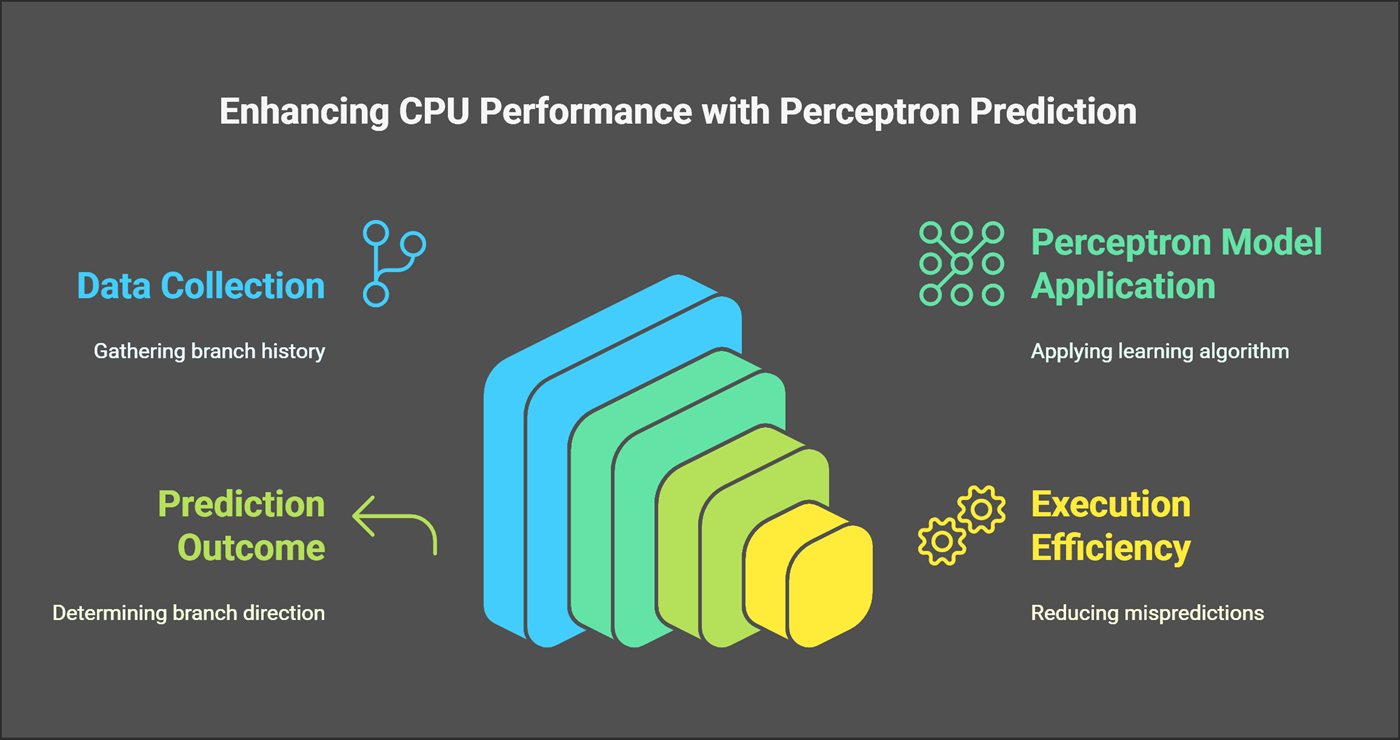 Enhancing CPU Performance with Perceptron Prediction
Data Collection
Gathering branch history
Perceptron Model
Application
Applying learning algorithm
Prediction
Outcome
Determining branch direction
Execution
Efficiency
Reducing mispredictions